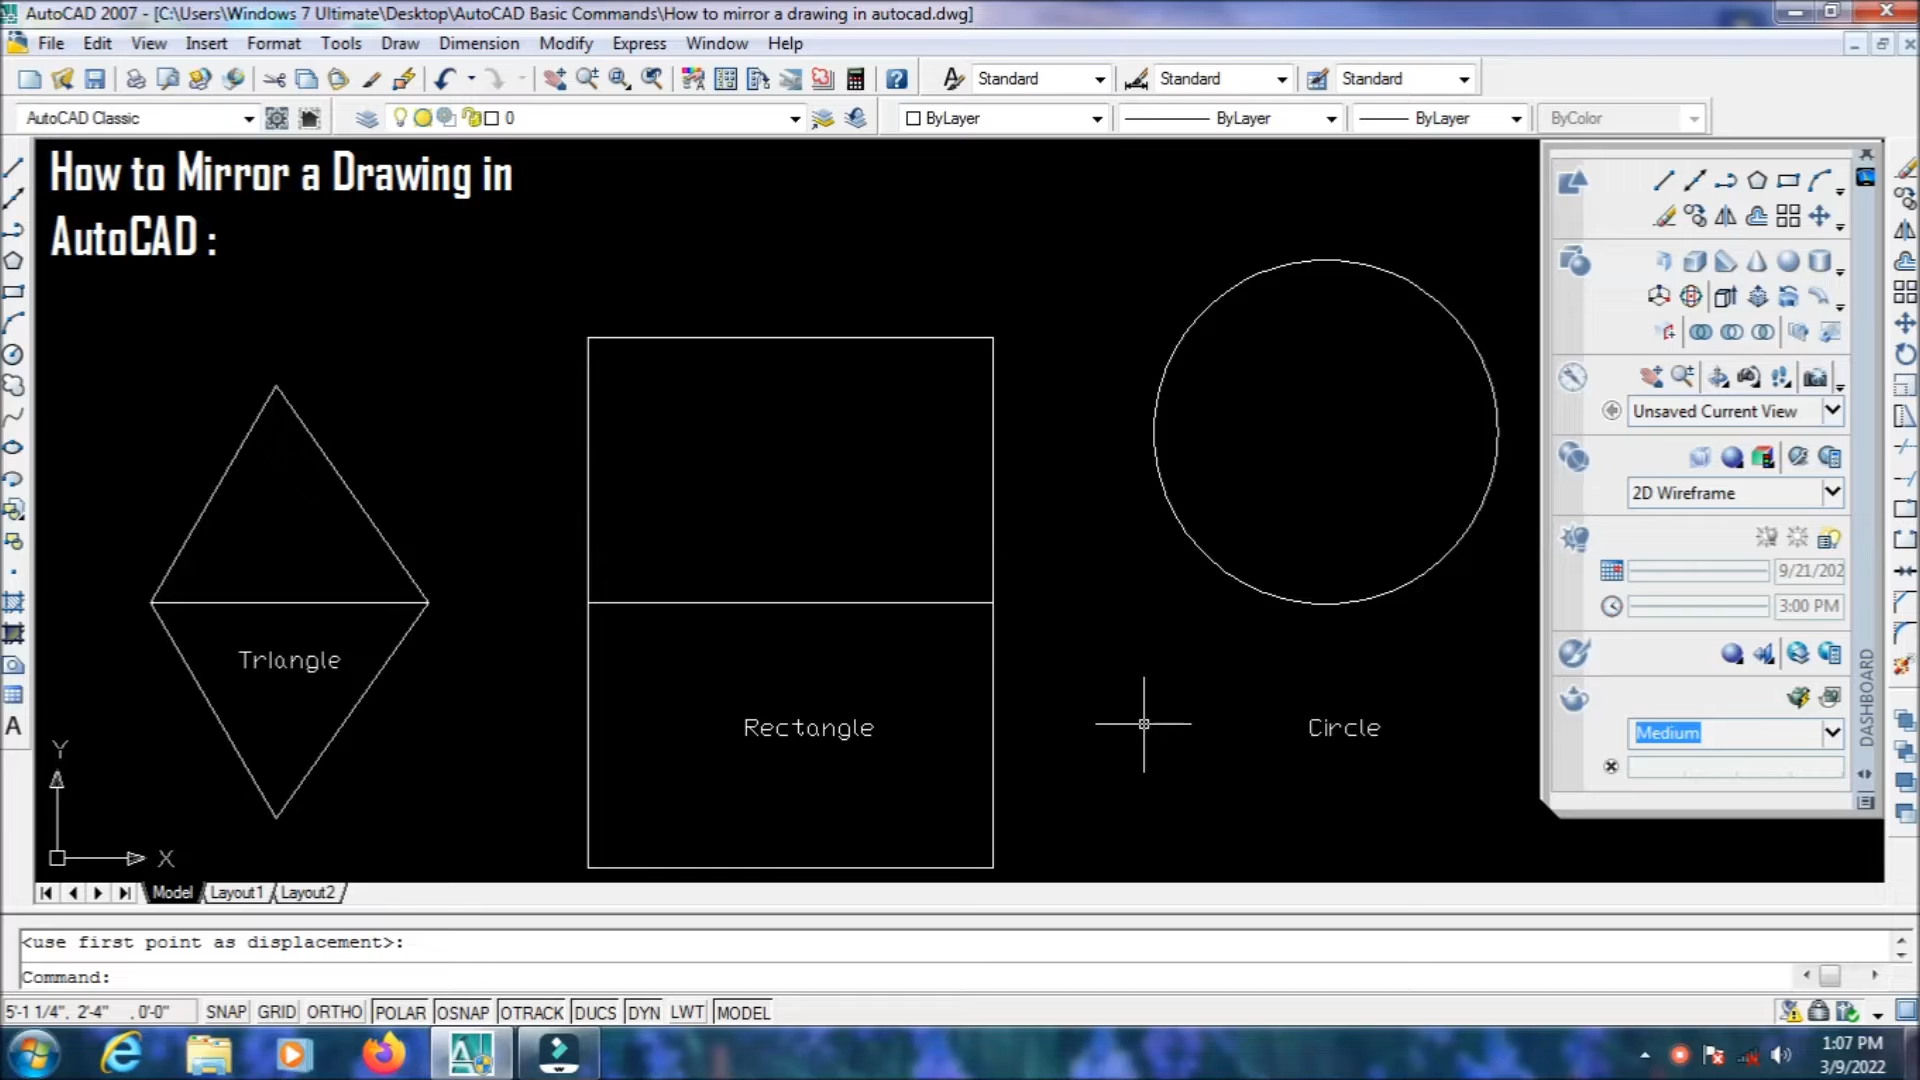 AutoCAD 2007 - [C:\Users\Windows 7 Ultimate\Desktop\AutoCAD Basic Commands\How to mirror a drawing in autocad.dwg]
File Edit View Insert Format Tools Draw Dimension Modify Express Window Help
Standard Standard Standard
AutoCAD Classic 0 ByLayer ByLayer ByLayer ByColor
How to Mirror a Drawing in
AutoCAD :
Unsaved Current View
2D Wireframe
9/21/202
3:00 PM
DASHBOARD
Medium
TrIangle
Rectangle
Circle
Y
X
A
Model Layout1 Layout2
<use first point as displacement>:
Command:
5'-1 1/4", 2'-4" , 0'-0" SNAP GRID ORTHO POLAR OSNAP OTRACK DUCS DYN LWT MODEL
1:07 PM
3/9/2022